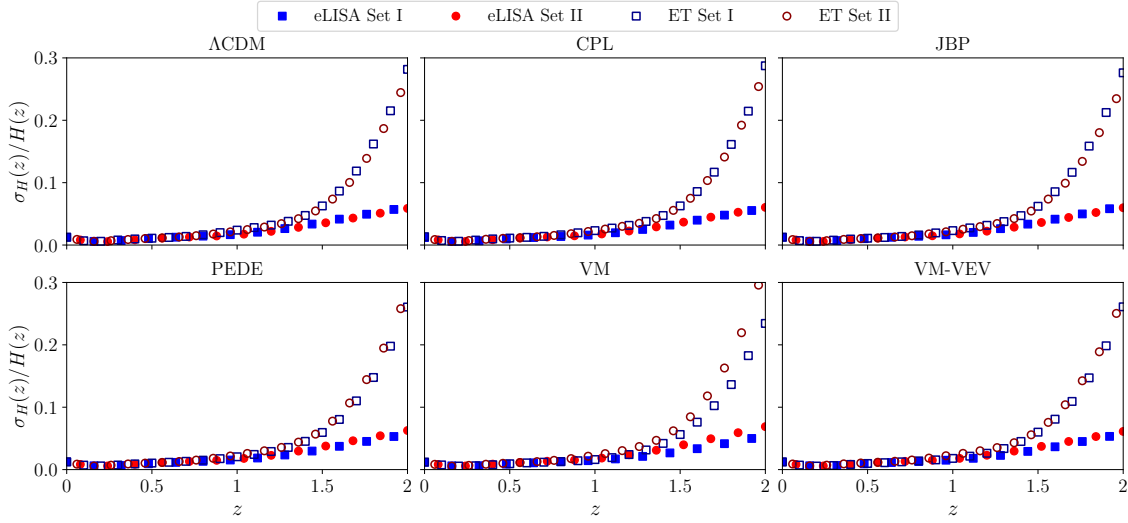 eLISA Set I eLISA Set II ET Set I ET Set II
ΛCDM CPL JBP
0.3
0.2
0.1
0.0
σ_H(z)/H(z)
PEDE VM VM-VEV
0.3
0.2
0.1
0.0
σ_H(z)/H(z)
0 0.5 1 1.5 2 0 0.5 1 1.5 2 0 0.5 1 1.5 2
z z z